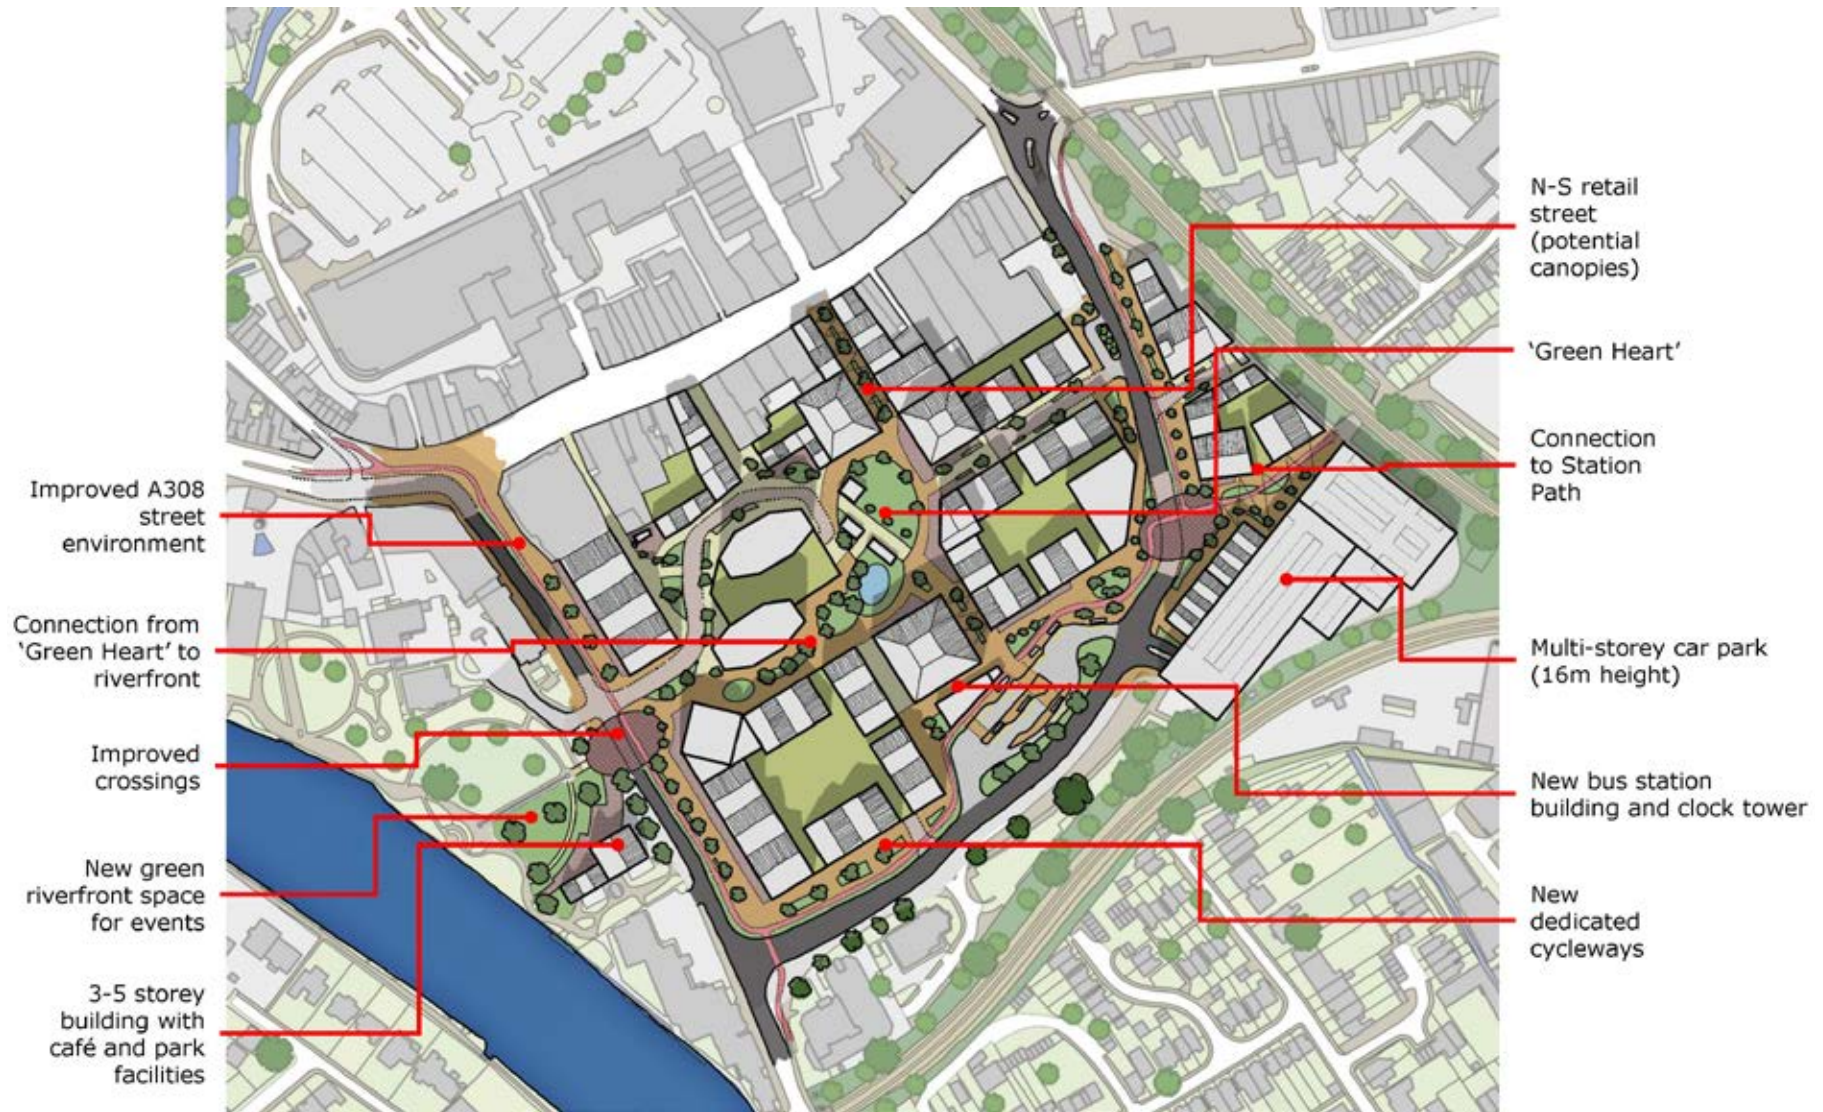 Improved A308
street
environment
Connection from
‘Green Heart’ to
riverfront
Improved
crossings
New green
riverfront space
for events
3-5 storey
building with
café and park
facilities
N-S retail
street
(potential
canopies)
‘Green Heart’
Connection
to Station
Path
Multi-storey car park
(16m height)
New bus station
building and clock tower
New
dedicated
cycleways